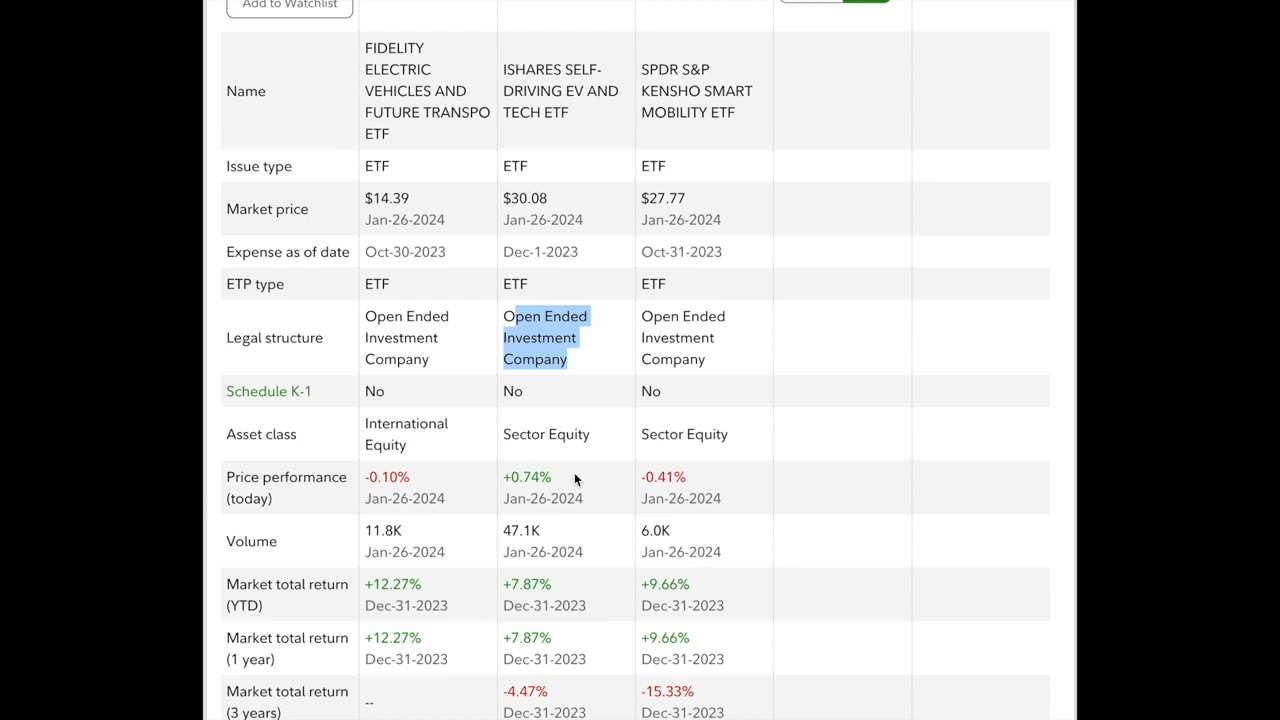 Add to Watchlist
Name
FIDELITY
ELECTRIC
VEHICLES AND
FUTURE TRANSPO
ETF
ISHARES SELF-
DRIVING EV AND
TECH ETF
SPDR S&P
KENSHO SMART
MOBILITY ETF
Issue type
ETF
ETF
ETF
Market price
$14.39
Jan-26-2024
$30.08
Jan-26-2024
$27.77
Jan-26-2024
Expense as of date
Oct-30-2023
Dec-1-2023
Oct-31-2023
ETP type
ETF
ETF
ETF
Legal structure
Open Ended
Investment
Company
Open Ended
Investment
Company
Open Ended
Investment
Company
Schedule K-1
No
No
No
Asset class
International
Equity
Sector Equity
Sector Equity
Price performance
(today)
-0.10%
Jan-26-2024
+0.74%
Jan-26-2024
-0.41%
Jan-26-2024
Volume
11.8K
Jan-26-2024
47.1K
Jan-26-2024
6.0K
Jan-26-2024
Market total return
(YTD)
+12.27%
Dec-31-2023
+7.87%
Dec-31-2023
+9.66%
Dec-31-2023
Market total return
(1 year)
+12.27%
Dec-31-2023
+7.87%
Dec-31-2023
+9.66%
Dec-31-2023
Market total return
(3 years)
--
-4.47%
Dec-31-2023
-15.33%
Dec-31-2023